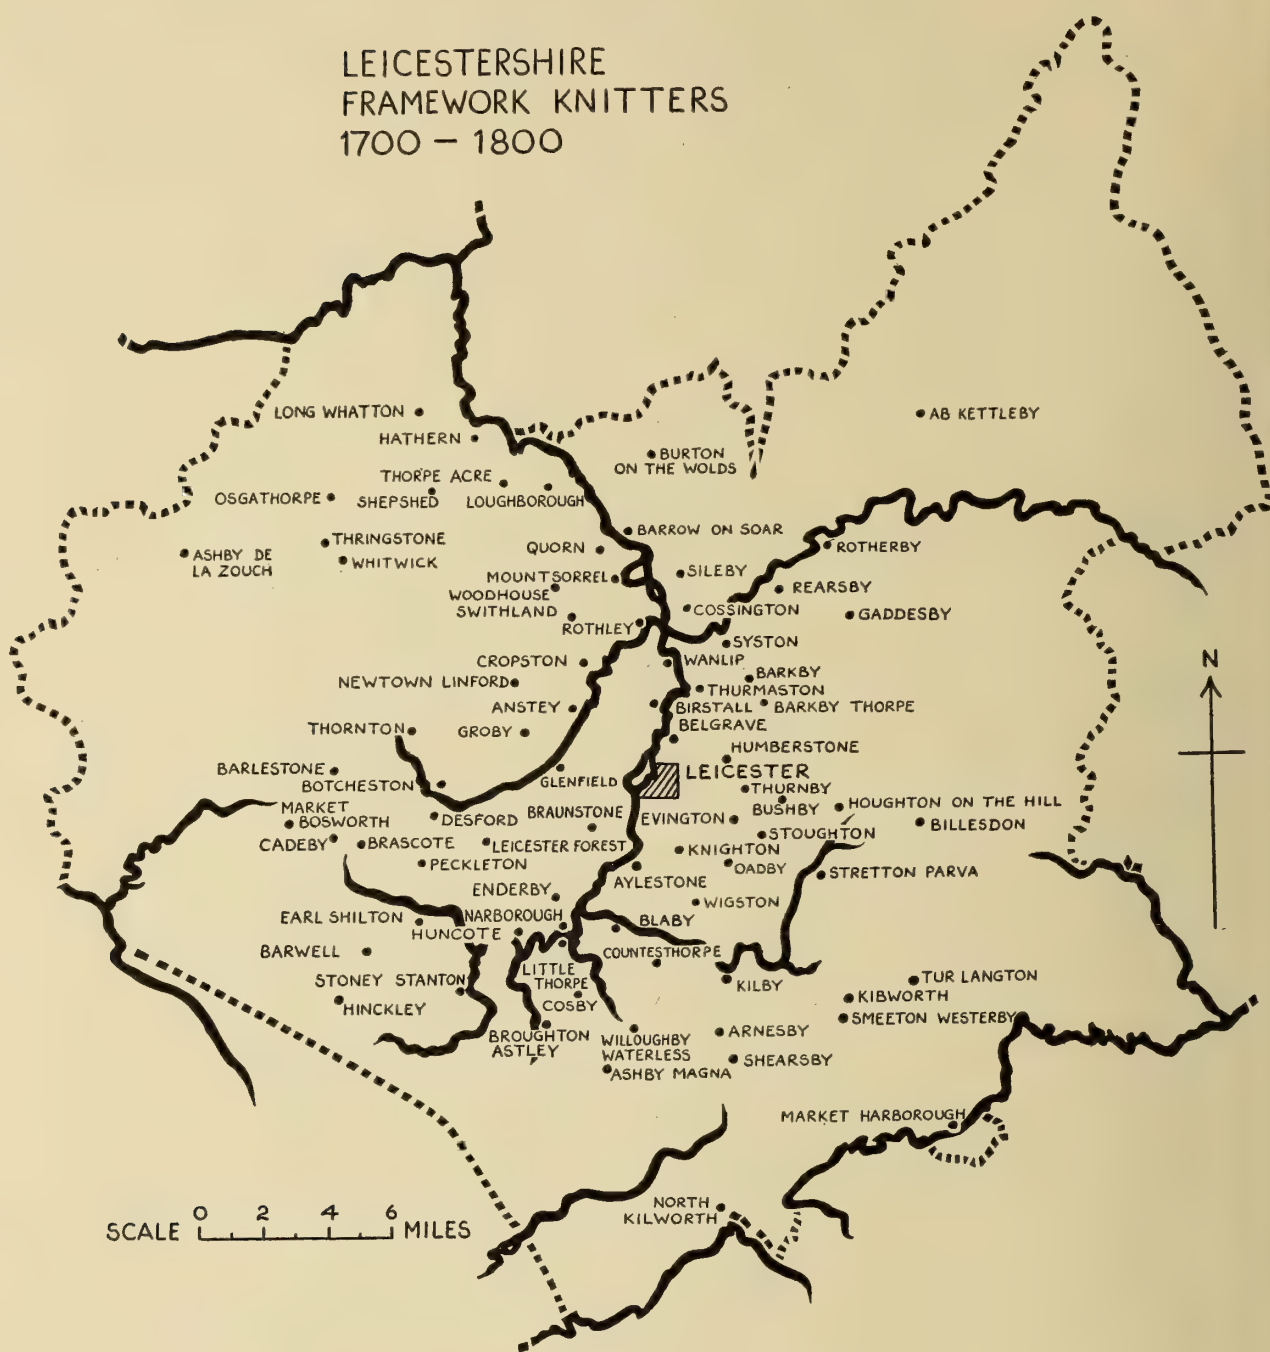 LEICESTERSHIRE
FRAMEWORK KNITTERS
1700 – 1800
LONG WHATTON
AB KETTLEBY
HATHERN
BURTON
ON THE WOLDS
THORPE ACRE
OSGATHORPE
SHEPSHED
LOUGHBOROUGH
BARROW ON SOAR
THRINGSTONE
QUORN
ROTHERBY
ASHBY DE
LA ZOUCH
WHITWICK
MOUNTSORREL
SILEBY
WOODHOUSE
REARSBY
SWITHLAND
COSSINGTON
GADDESBY
ROTHLEY
SYSTON
N
CROPSTON
WANLIP
BARKBY
NEWTOWN LINFORD
THURMASTON
ANSTEY
BIRSTALL
BARKBY THORPE
THORNTON
GROBY
BELGRAVE
HUMBERSTONE
BARLESTONE
LEICESTER
BOTCHESTON
GLENFIELD
THURNBY
MARKET
BOSWORTH
DESFORD
BRAUNSTONE
EVINGTON
BUSHBY
HOUGHTON ON THE HILL
BILLESDON
CADEBY
BRASCOTE
LEICESTER FOREST
STOUGHTON
KNIGHTON
PECKLETON
OADBY
STRETTON PARVA
ENDERBY
AYLESTONE
WIGSTON
EARL SHILTON
NARBOROUGH
BLABY
HUNCOTE
BARWELL
COUNTESTHORPE
STONEY STANTON
LITTLE
THORPE
KILBY
TUR LANGTON
HINCKLEY
COSBY
KIBWORTH
SMEETON WESTERBY
BROUGHTON
ASTLEY
WILLOUGHBY
WATERLESS
ARNESBY
ASHBY MAGNA
SHEARSBY
MARKET HARBOROUGH
NORTH
KILWORTH
0 2 4 6
SCALE MILES